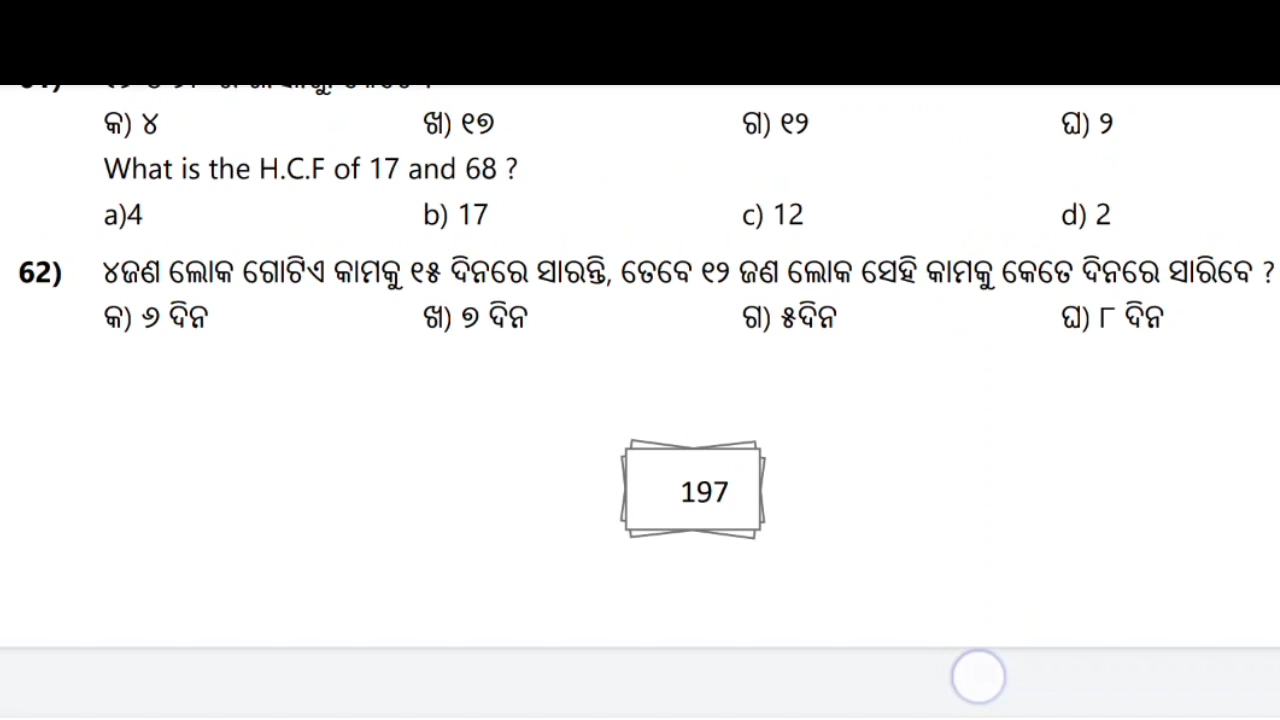 କ) ୪ ଖ) ୧୭ ଗ) ୧୨ ଘ) ୨
What is the H.C.F of 17 and 68 ?
a)4 b) 17 c) 12 d) 2
62) ୪ଜଣ ଲୋକ ଗୋଟିଏ କାମକୁ ୧୫ ଦିନରେ ସାରନ୍ତି, ତେବେ ୧୨ ଜଣ ଲୋକ ସେହି କାମକୁ କେତେ ଦିନରେ ସାରିବେ ?
କ) ୬ ଦିନ ଖ) ୭ ଦିନ ଗ) ୫ଦିନ ଘ) ୮ ଦିନ
197